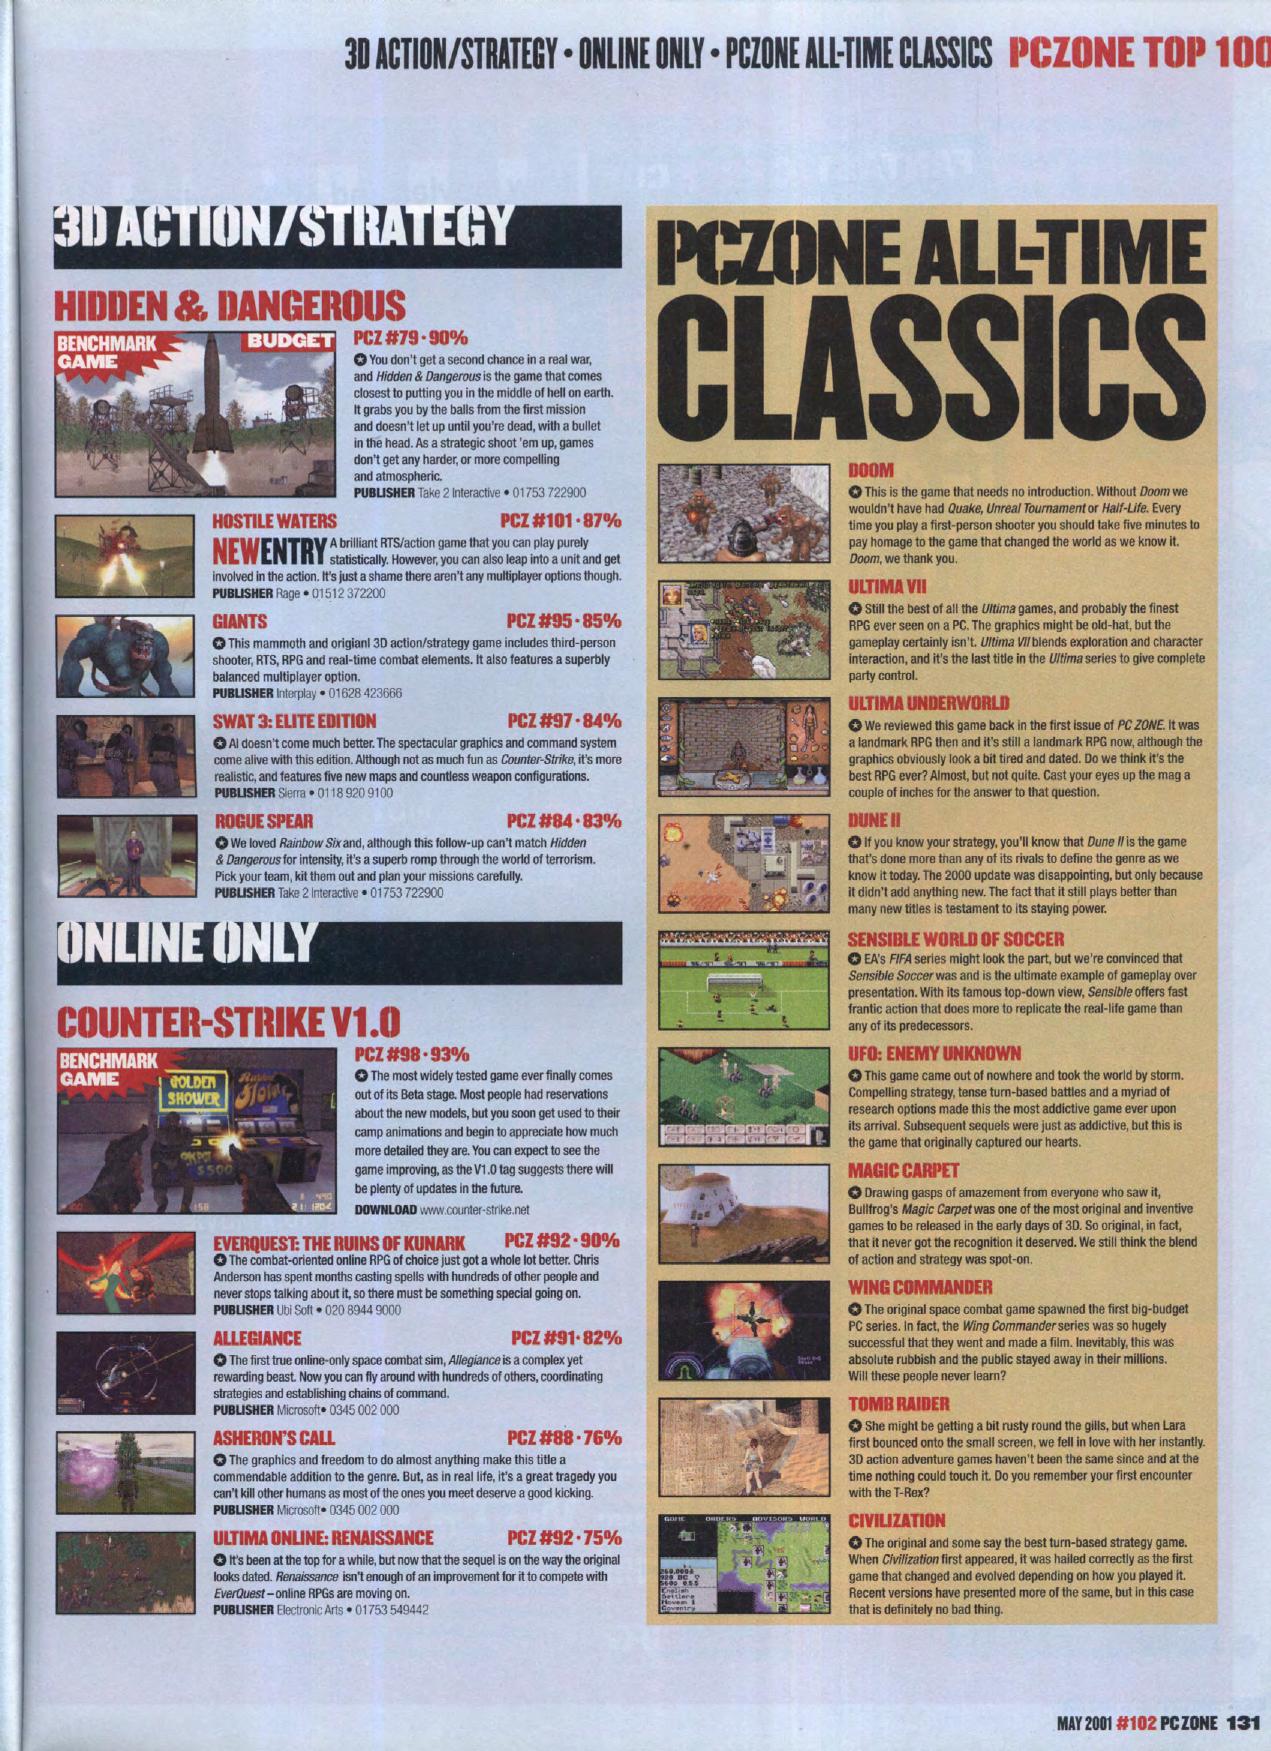 3D ACTION/STRATEGY • ONLINE ONLY • PCZONE ALL-TIME CLASSICS PCZONE TOP 100
3D ACTION/STRATEGY
HIDDEN & DANGEROUS
BENCHMARK
GAME
BUDGET
PCZ #79 • 90%
You don't get a second chance in a real war,
and Hidden & Dangerous is the game that comes
closest to putting you in the middle of hell on earth.
It grabs you by the balls from the first mission
and doesn't let up until you're dead, with a bullet
in the head. As a strategic shoot 'em up, games
don't get any harder, or more compelling
and atmospheric.
PUBLISHER Take 2 Interactive • 01753 722900
HOSTILE WATERS PCZ #101 • 87%
NEW ENTRY A brilliant RTS/action game that you can play purely
statistically. However, you can also leap into a unit and get
involved in the action. It's just a shame there aren't any multiplayer options though.
PUBLISHER Rage • 01512 372200
GIANTS PCZ #95 • 85%
This mammoth and origianl 3D action/strategy game includes third-person
shooter, RTS, RPG and real-time combat elements. It also features a superbly
balanced multiplayer option.
PUBLISHER Interplay • 01628 423666
SWAT 3: ELITE EDITION PCZ #97 • 84%
AI doesn't come much better. The spectacular graphics and command system
come alive with this edition. Although not as much fun as Counter-Strike, it's more
realistic, and features five new maps and countless weapon configurations.
PUBLISHER Sierra • 0118 920 9100
ROGUE SPEAR PCZ #84 • 83%
We loved Rainbow Six and, although this follow-up can't match Hidden
& Dangerous for intensity, it's a superb romp through the world of terrorism.
Pick your team, kit them out and plan your missions carefully.
PUBLISHER Take 2 Interactive • 01753 722900
ONLINE ONLY
COUNTER-STRIKE V1.0
BENCHMARK
GAME
GOLDEN
SHOWER
$500
PCZ #98 • 93%
The most widely tested game ever finally comes
out of its Beta stage. Most people had reservations
about the new models, but you soon get used to their
camp animations and begin to appreciate how much
more detailed they are. You can expect to see the
game improving, as the V1.0 tag suggests there will
be plenty of updates in the future.
DOWNLOAD www.counter-strike.net
EVERQUEST: THE RUINS OF KUNARK PCZ #92 • 90%
The combat-oriented online RPG of choice just got a whole lot better. Chris
Anderson has spent months casting spells with hundreds of other people and
never stops talking about it, so there must be something special going on.
PUBLISHER Ubi Soft • 020 8944 9000
ALLEGIANCE PCZ #91 • 82%
The first true online-only space combat sim, Allegiance is a complex yet
rewarding beast. Now you can fly around with hundreds of others, coordinating
strategies and establishing chains of command.
PUBLISHER Microsoft • 0345 002 000
ASHERON'S CALL PCZ #88 • 76%
The graphics and freedom to do almost anything make this title a
commendable addition to the genre. But, as in real life, it's a great tragedy you
can't kill other humans as most of the ones you meet deserve a good kicking.
PUBLISHER Microsoft • 0345 002 000
ULTIMA ONLINE: RENAISSANCE PCZ #92 • 75%
It's been at the top for a while, but now that the sequel is on the way the original
looks dated. Renaissance isn't enough of an improvement for it to compete with
EverQuest – online RPGs are moving on.
PUBLISHER Electronic Arts • 01753 549442
PCZONE ALL-TIME
CLASSICS
DOOM
This is the game that needs no introduction. Without Doom we
wouldn't have had Quake, Unreal Tournament or Half-Life. Every
time you play a first-person shooter you should take five minutes to
pay homage to the game that changed the world as we know it.
Doom, we thank you.
ULTIMA VII
Still the best of all the Ultima games, and probably the finest
RPG ever seen on a PC. The graphics might be old-hat, but the
gameplay certainly isn't. Ultima VII blends exploration and character
interaction, and it's the last title in the Ultima series to give complete
party control.
ULTIMA UNDERWORLD
We reviewed this game back in the first issue of PC ZONE. It was
a landmark RPG then and it's still a landmark RPG now, although the
graphics obviously look a bit tired and dated. Do we think it's the
best RPG ever? Almost, but not quite. Cast your eyes up the mag a
couple of inches for the answer to that question.
DUNE II
If you know your strategy, you'll know that Dune II is the game
that's done more than any of its rivals to define the genre as we
know it today. The 2000 update was disappointing, but only because
it didn't add anything new. The fact that it still plays better than
many new titles is testament to its staying power.
SENSIBLE WORLD OF SOCCER
EA's FIFA series might look the part, but we're convinced that
Sensible Soccer was and is the ultimate example of gameplay over
presentation. With its famous top-down view, Sensible offers fast
frantic action that does more to replicate the real-life game than
any of its predecessors.
UFO: ENEMY UNKNOWN
This game came out of nowhere and took the world by storm.
Compelling strategy, tense turn-based battles and a myriad of
research options made this the most addictive game ever upon
its arrival. Subsequent sequels were just as addictive, but this is
the game that originally captured our hearts.
MAGIC CARPET
Drawing gasps of amazement from everyone who saw it,
Bullfrog's Magic Carpet was one of the most original and inventive
games to be released in the early days of 3D. So original, in fact,
that it never got the recognition it deserved. We still think the blend
of action and strategy was spot-on.
WING COMMANDER
The original space combat game spawned the first big-budget
PC series. In fact, the Wing Commander series was so hugely
successful that they went and made a film. Inevitably, this was
absolute rubbish and the public stayed away in their millions.
Will these people never learn?
TOMB RAIDER
She might be getting a bit rusty round the gills, but when Lara
first bounced onto the small screen, we fell in love with her instantly.
3D action adventure games haven't been the same since and at the
time nothing could touch it. Do you remember your first encounter
with the T-Rex?
GAME ORDERS ADVISORS WORLD
920 BC
English
Settlers
Coventry
CIVILIZATION
The original and some say the best turn-based strategy game.
When Civilization first appeared, it was hailed correctly as the first
game that changed and evolved depending on how you played it.
Recent versions have presented more of the same, but in this case
that is definitely no bad thing.
MAY 2001 #102 PC ZONE 131